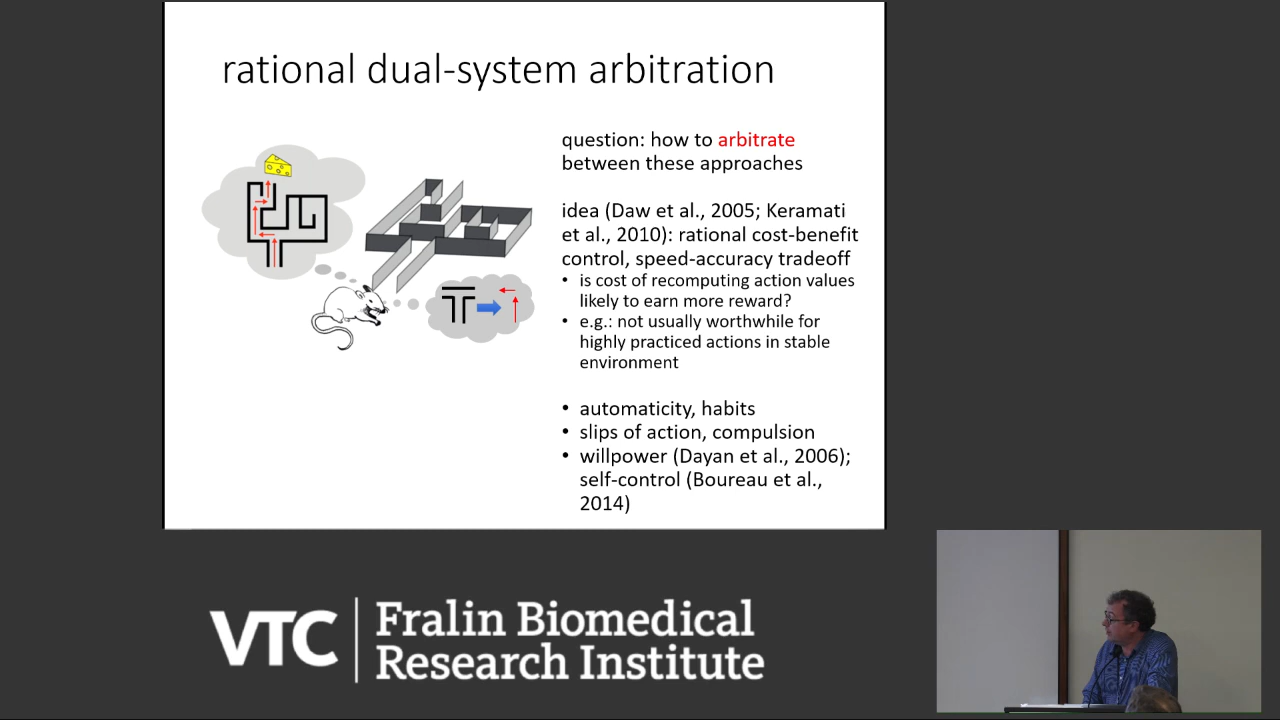 rational dual-system arbitration
question: how to arbitrate
between these approaches
idea (Daw et al., 2005; Keramati
et al., 2010): rational cost-benefit
control, speed-accuracy tradeoff
• is cost of recomputing action values
likely to earn more reward?
• e.g.: not usually worthwhile for
highly practiced actions in stable
environment
• automaticity, habits
• slips of action, compulsion
• willpower (Dayan et al., 2006);
self-control (Boureau et al.,
2014)
VTC
Fralin Biomedical
Research Institute